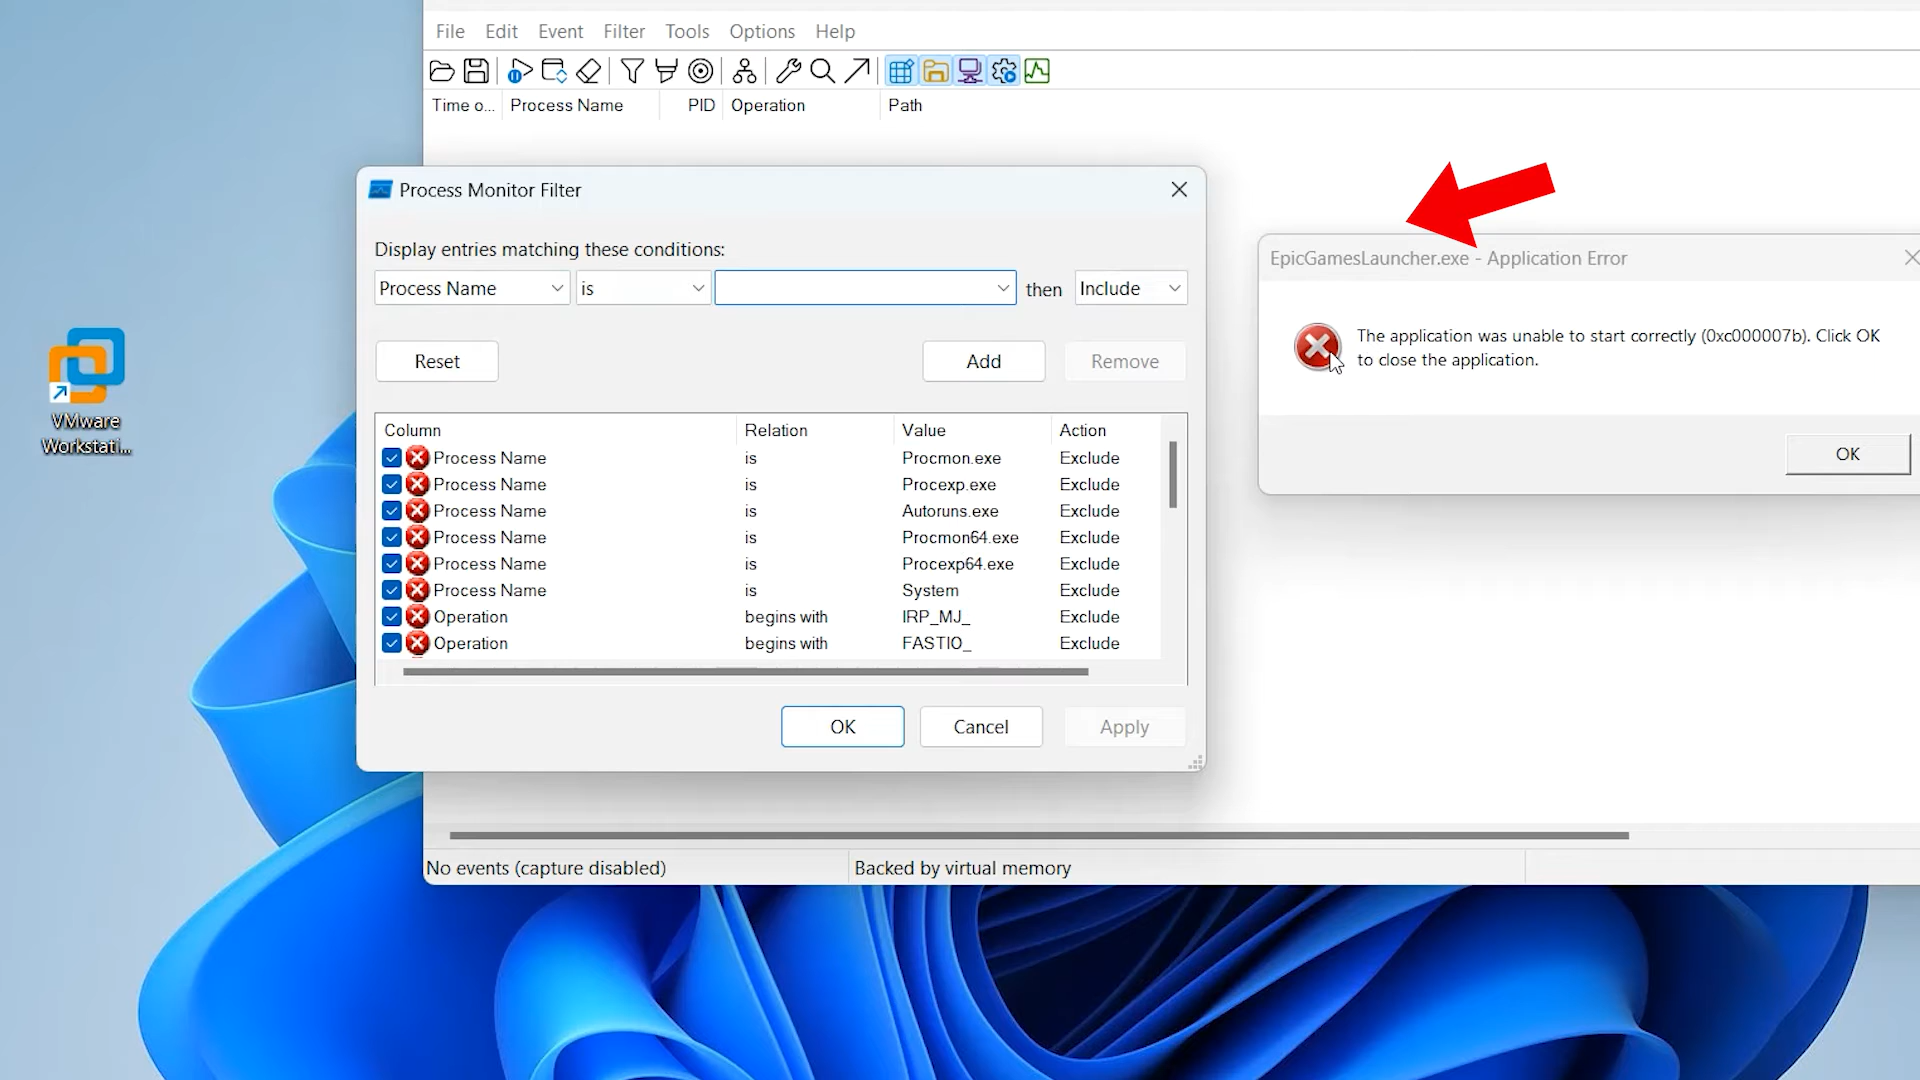 File Edit Event Filter Tools Options Help
Time o... Process Name PID Operation Path
Process Monitor Filter
Display entries matching these conditions:
Process Name is then Include
Reset Add Remove
Column Relation Value Action
Process Name is Procmon.exe Exclude
Process Name is Procexp.exe Exclude
Process Name is Autoruns.exe Exclude
Process Name is Procmon64.exe Exclude
Process Name is Procexp64.exe Exclude
Process Name is System Exclude
Operation begins with IRP_MJ_ Exclude
Operation begins with FASTIO_ Exclude
OK Cancel Apply
EpicGamesLauncher.exe - Application Error
The application was unable to start correctly (0xc000007b). Click OK
to close the application.
OK
VMware
Workstati...
No events (capture disabled) Backed by virtual memory